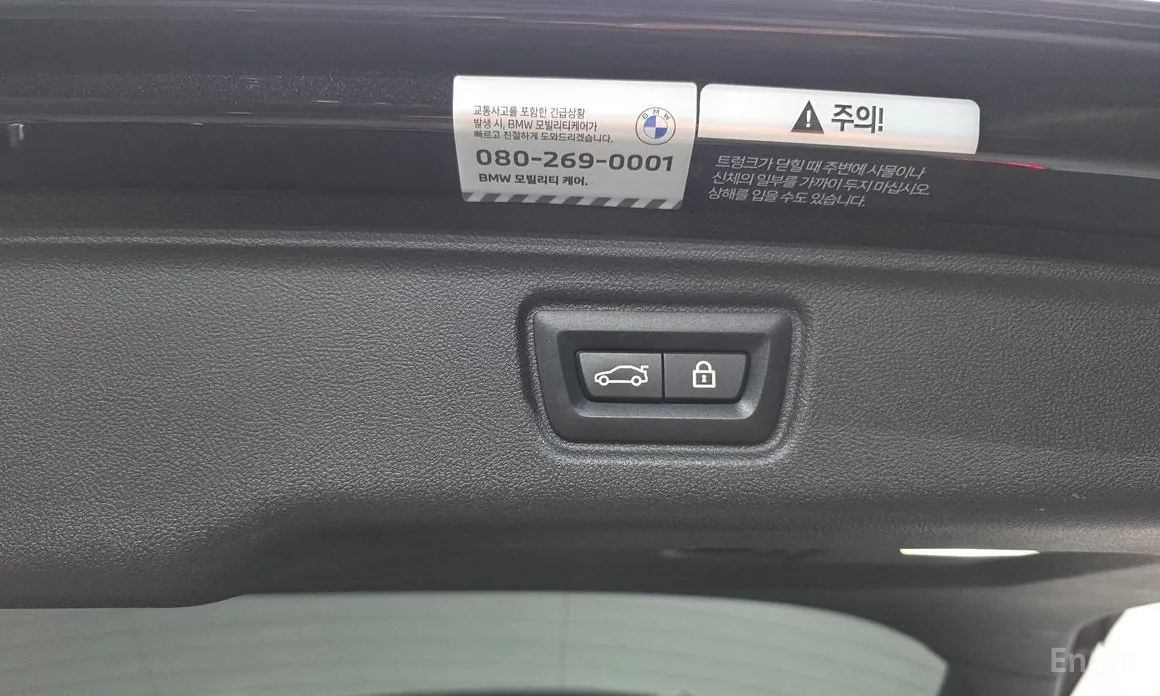 교통사고를 포함한 긴급상황
발생 시, BMW 모빌리티케어가
빠르고 친절하게 도와드리겠습니다.
BMW
080-269-0001
BMW 모빌리티 케어.
주의!
트렁크가 닫힐 때 주변에 사물이나
신체의 일부를 가까이 두지 마십시오.
상해를 입을 수도 있습니다.